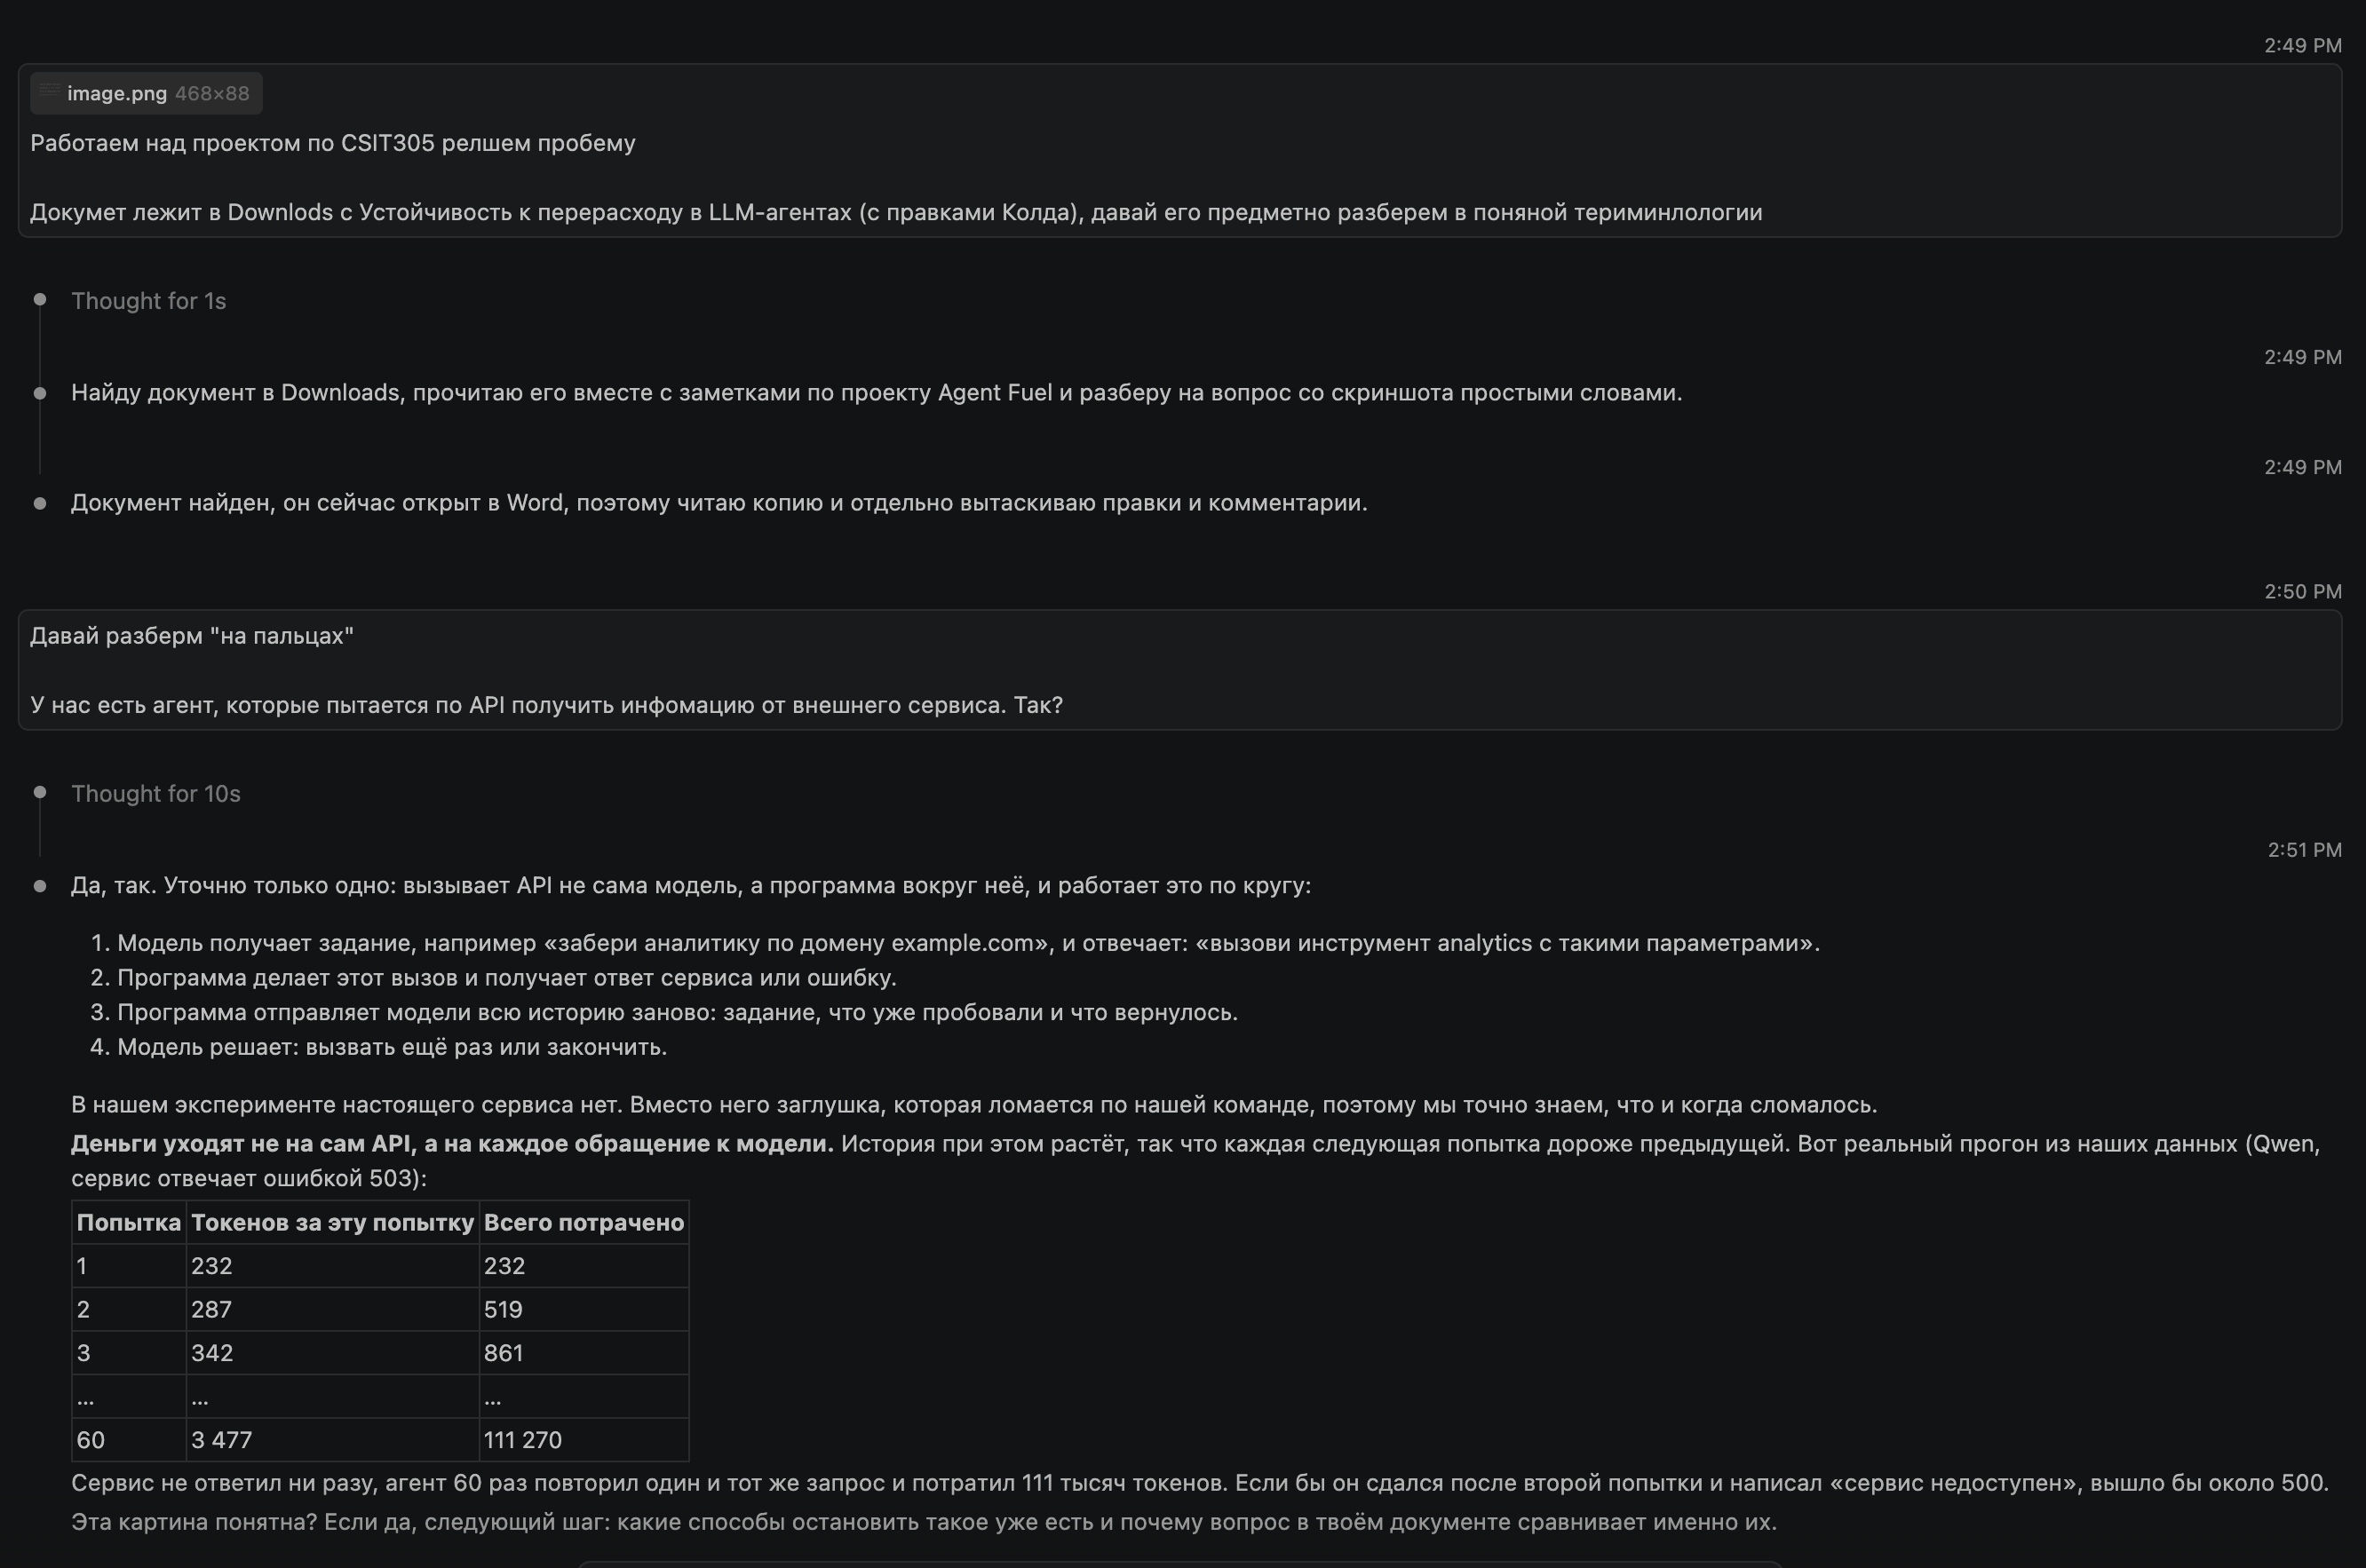 2:49 PM
image.png 468×88
Работаем над проектом по CSIT305 релшем пробему
Докумет лежит в Downlods с Устойчивость к перерасходу в LLM-агентах (с правками Колда), давай его предметно разберем в поняной териминлологии
Thought for 1s
2:49 PM
Найду документ в Downloads, прочитаю его вместе с заметками по проекту Agent Fuel и разберу на вопрос со скриншота простыми словами.
2:49 PM
Документ найден, он сейчас открыт в Word, поэтому читаю копию и отдельно вытаскиваю правки и комментарии.
2:50 PM
Давай разберм "на пальцах"
У нас есть агент, которые пытается по API получить инфомацию от внешнего сервиса. Так?
Thought for 10s
2:51 PM
Да, так. Уточню только одно: вызывает API не сама модель, а программа вокруг неё, и работает это по кругу:
1. Модель получает задание, например «забери аналитику по домену example.com», и отвечает: «вызови инструмент analytics с такими параметрами».
2. Программа делает этот вызов и получает ответ сервиса или ошибку.
3. Программа отправляет модели всю историю заново: задание, что уже пробовали и что вернулось.
4. Модель решает: вызвать ещё раз или закончить.
В нашем эксперименте настоящего сервиса нет. Вместо него заглушка, которая ломается по нашей команде, поэтому мы точно знаем, что и когда сломалось.
Деньги уходят не на сам API, а на каждое обращение к модели. История при этом растёт, так что каждая следующая попытка дороже предыдущей. Вот реальный прогон из наших данных (Qwen,
сервис отвечает ошибкой 503):
Попытка Токенов за эту попытку Всего потрачено
1 232 232
2 287 519
3 342 861
... ... ...
60 3 477 111 270
Сервис не ответил ни разу, агент 60 раз повторил один и тот же запрос и потратил 111 тысяч токенов. Если бы он сдался после второй попытки и написал «сервис недоступен», вышло бы около 500.
Эта картина понятна? Если да, следующий шаг: какие способы остановить такое уже есть и почему вопрос в твоём документе сравнивает именно их.